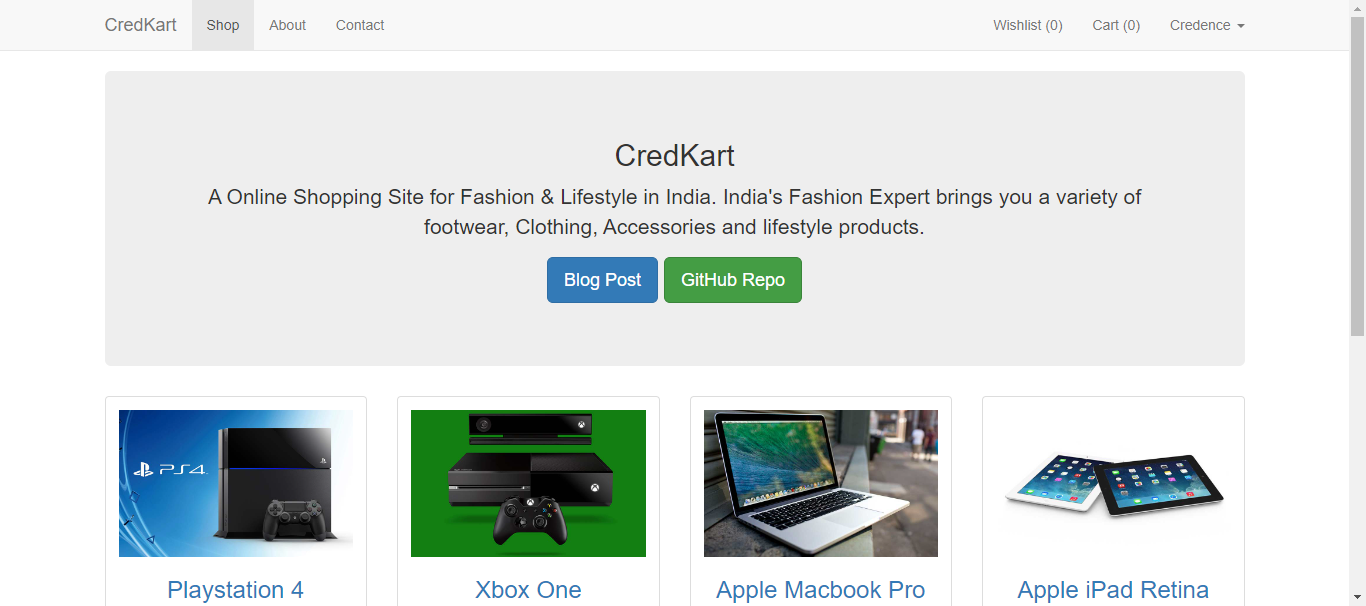 CredKart Shop About Contact Wishlist (0) Cart (0) Credence
CredKart
A Online Shopping Site for Fashion & Lifestyle in India. India's Fashion Expert brings you a variety of
footwear, Clothing, Accessories and lifestyle products.
Blog Post GitHub Repo
PS4
Playstation 4 Xbox One Apple Macbook Pro Apple iPad Retina